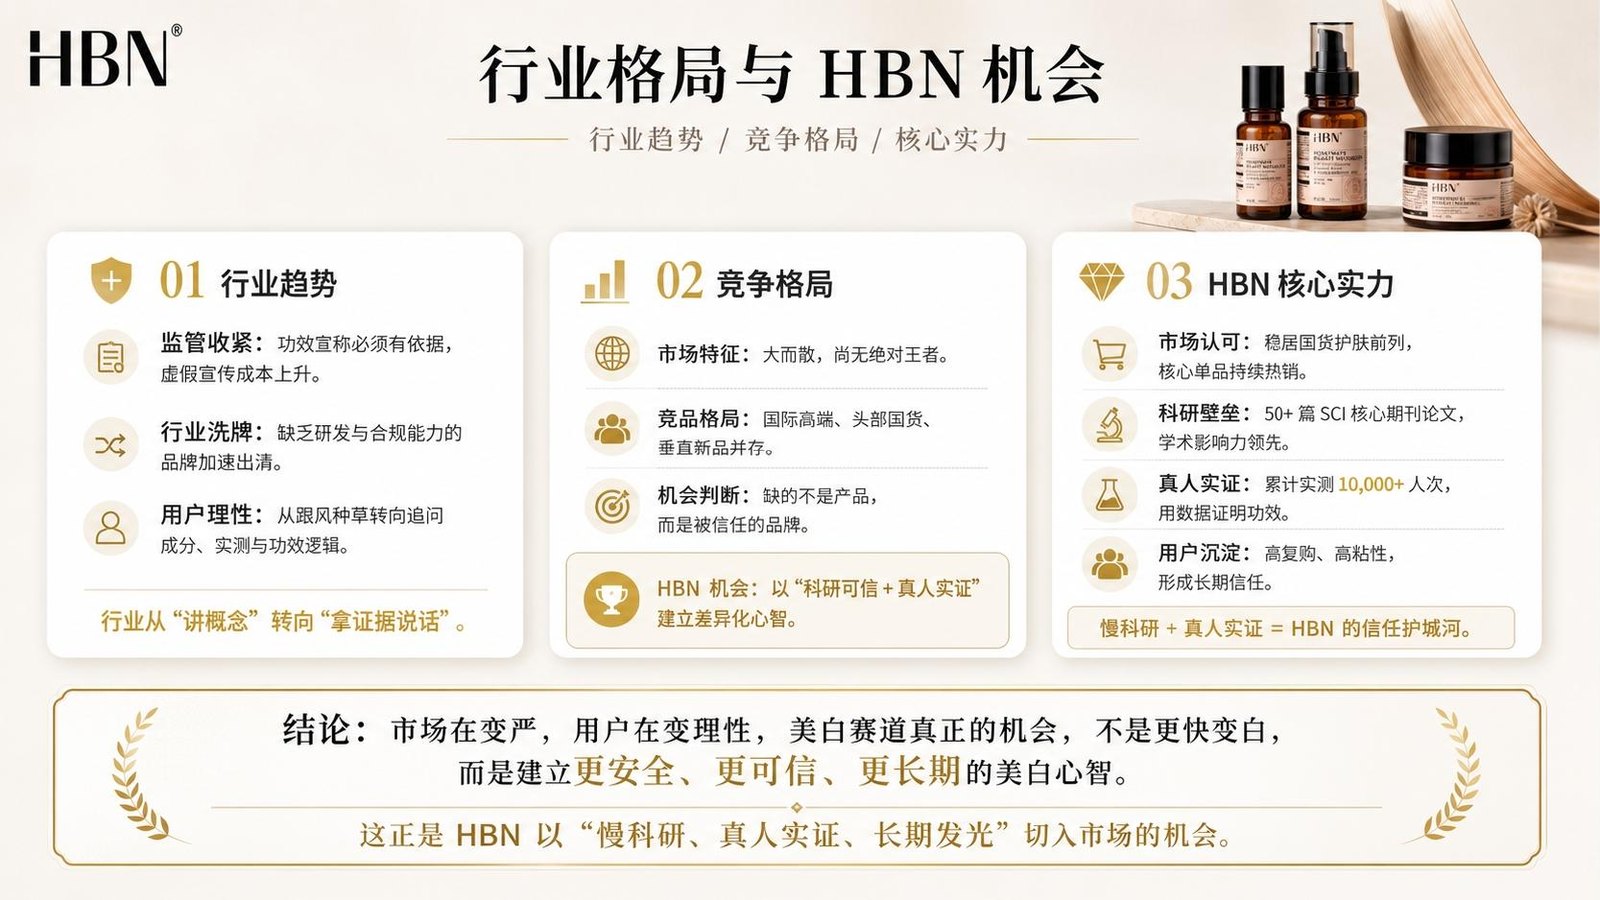 HBN®
行业格局与 HBN 机会
行业趋势 / 竞争格局 / 核心实力
HBN
HBN
HBN
01 行业趋势
监管收紧：功效宣称必须有依据，
虚假宣传成本上升。
行业洗牌：缺乏研发与合规能力的
品牌加速出清。
用户理性：从跟风种草转向追问
成分、实测与功效逻辑。
行业从“讲概念”转向“拿证据说话”。
02 竞争格局
市场特征：大而散，尚无绝对王者。
竞品格局：国际高端、头部国货、
垂直新品并存。
机会判断：缺的不是产品，
而是被信任的品牌。
HBN 机会：以“科研可信+真人实证”
建立差异化心智。
03 HBN 核心实力
市场认可：稳居国货护肤前列，
核心单品持续热销。
科研壁垒：50+ 篇 SCI 核心期刊论文，
学术影响力领先。
真人实证：累计实测 10,000+ 人次，
用数据证明功效。
用户沉淀：高复购、高粘性，
形成长期信任。
慢科研 + 真人实证 = HBN 的信任护城河。
结论：市场在变严，用户在变理性，美白赛道真正的机会，不是更快变白，
而是建立更安全、更可信、更长期的美白心智。
这正是 HBN 以“慢科研、真人实证、长期发光”切入市场的机会。